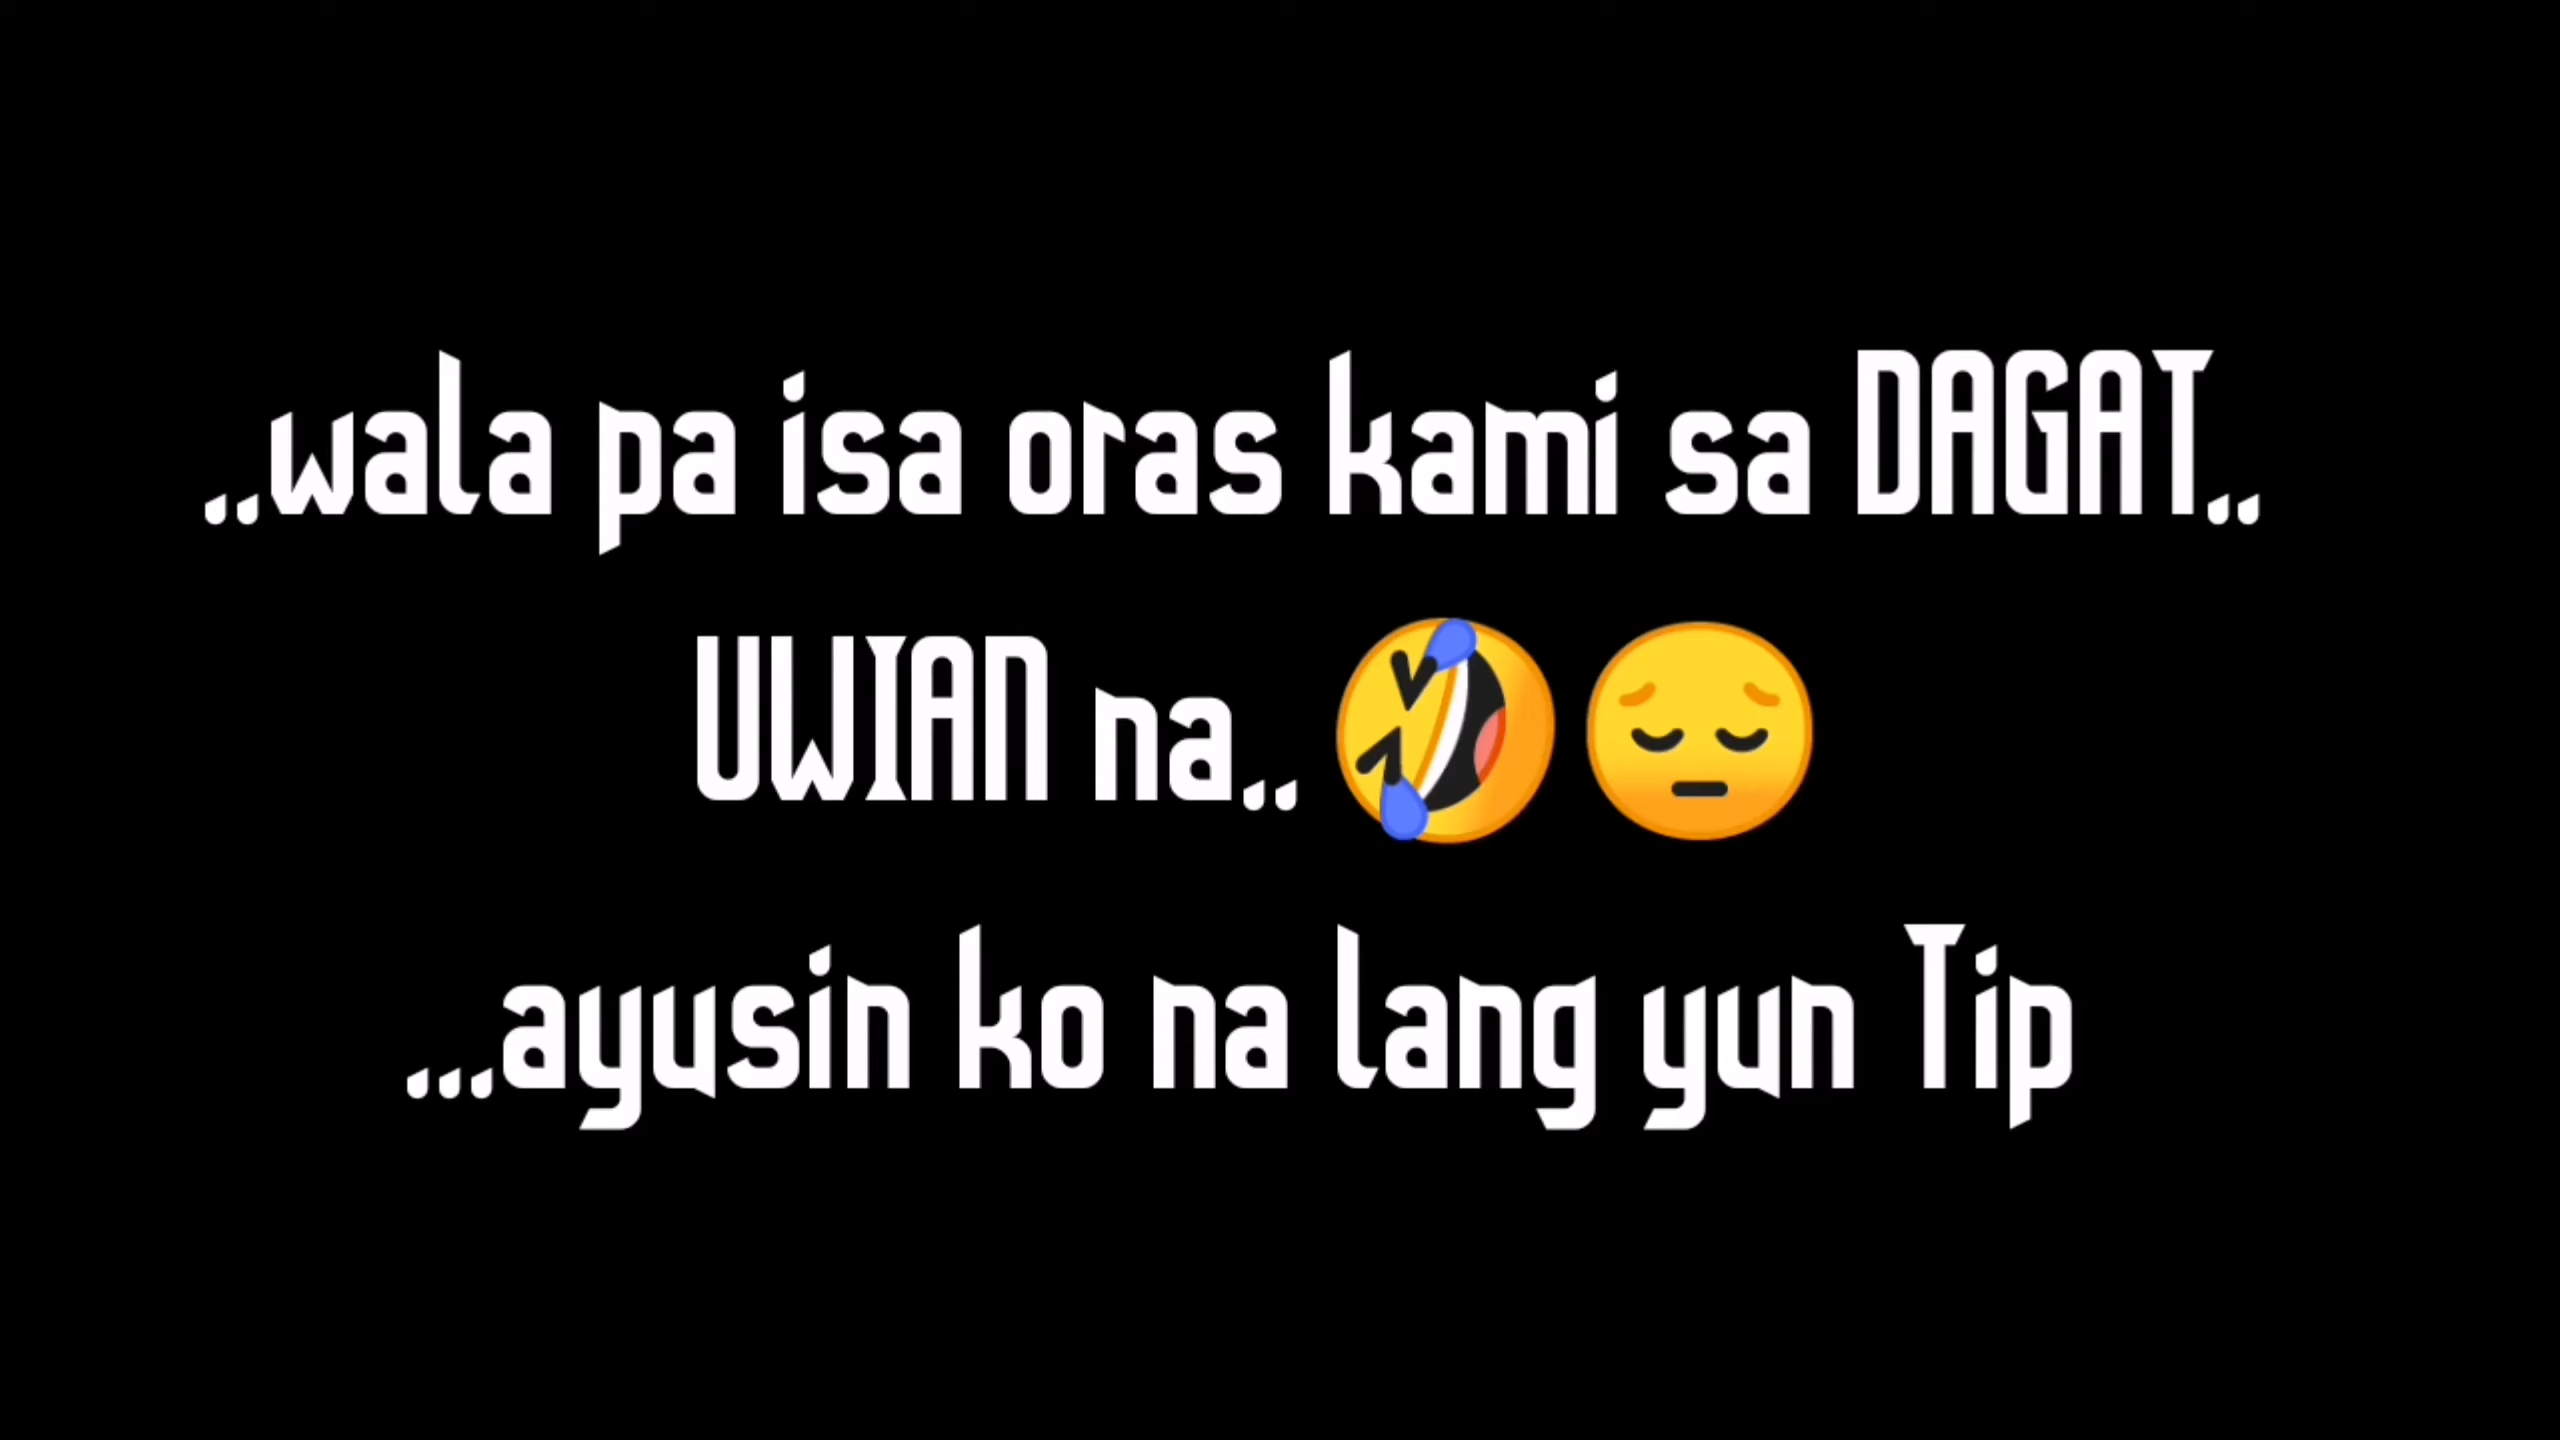 ..wala pa isa oras kami sa DAGAT..
UWIAN na.. 🤣😔
...ayusin ko na lang yun Tip